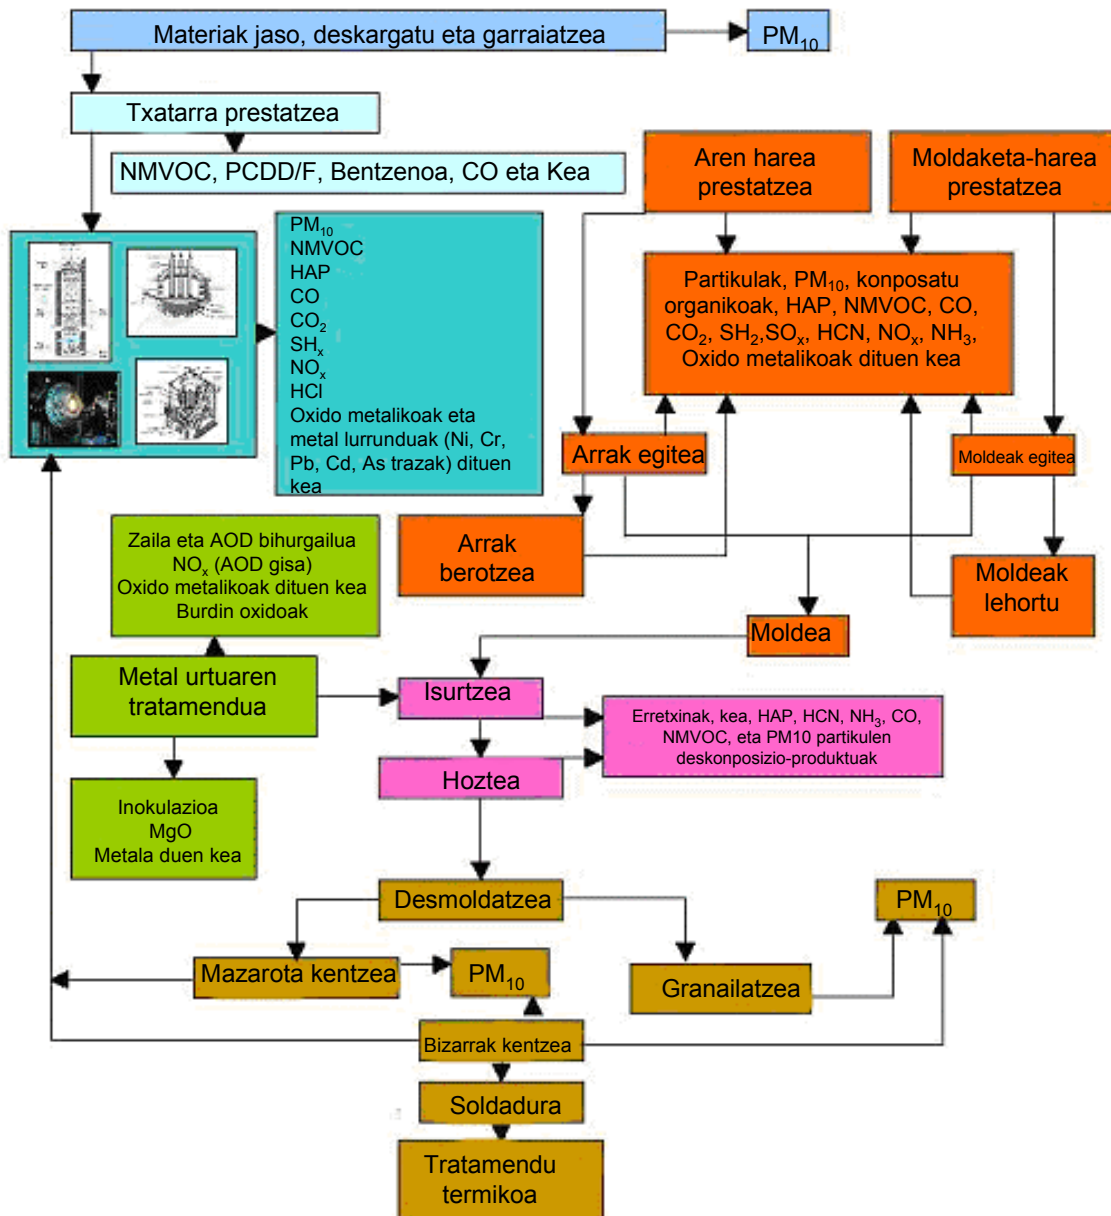 Materiak jaso, deskargatu eta garraiatzea
PM₁₀
Txatarra prestatzea
NMVOC, PCDD/F, Bentzenoa, CO eta Kea
Aren harea
prestatzea
Moldaketa-harea
prestatzea
PM₁₀
NMVOC
HAP
CO
CO₂
SHₓ
NOₓ
HCl
Oxido metalikoak eta
metal lurrunduak (Ni, Cr,
Pb, Cd, As trazak) dituen
kea
Partikulak, PM₁₀, konposatu
organikoak, HAP, NMVOC, CO,
CO₂, SH₂,SOₓ, HCN, NOₓ, NH₃,
Oxido metalikoak dituen kea
Arrak egitea
Moldeak egitea
Arrak
berotzea
Moldeak
lehortu
Moldea
Zaila eta AOD bihurgailua
NOₓ (AOD gisa)
Oxido metalikoak dituen kea
Burdin oxidoak
Metal urtuaren
tratamendua
Isurtzea
Erretxinak, kea, HAP, HCN, NH₃, CO,
NMVOC, eta PM10 partikulen
deskonposizio-produktuak
Hoztea
Inokulazioa
MgO
Metala duen kea
Desmoldatzea
PM₁₀
Mazarota kentzea
PM₁₀
Granailatzea
Bizarrak kentzea
Soldadura
Tratamendu
termikoa